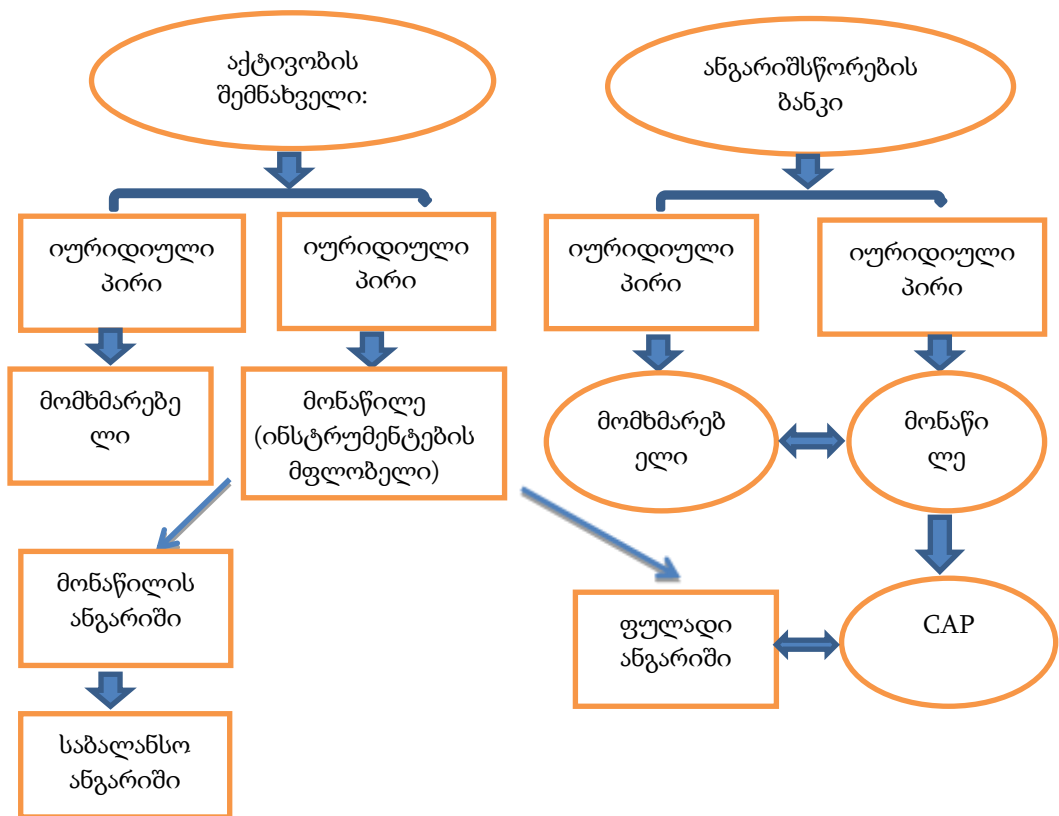 აქტივობის
შემნახველი:
ანგარიშსწორების
ბანკი
იურიდიული
პირი
იურიდიული
პირი
იურიდიული
პირი
იურიდიული
პირი
მომხმარებე
ლი
მონაწილე
(ინსტრუმენტების
მფლობელი)
მომხმარებ
ელი
მონაწი
ლე
მონაწილის
ანგარიში
ფულადი
ანგარიში
CAP
საბალანსო
ანგარიში